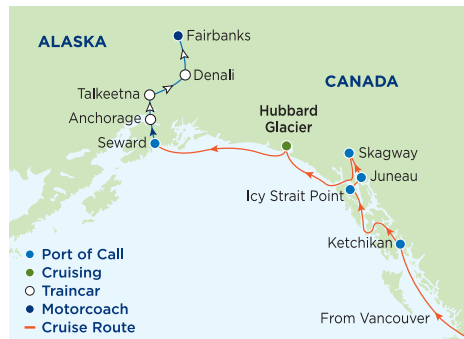 ALASKA
Fairbanks
Denali
CANADA
Talkeetna
Anchorage
Hubbard
Glacier
Seward
Skagway
Juneau
Icy Strait Point
Ketchikan
Port of Call
Cruising
Traincar
Motorcoach
Cruise Route
From Vancouver